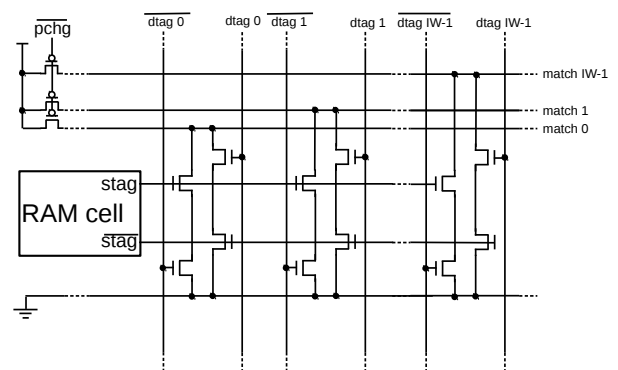 pchg
dtag 0 dtag 0 dtag 1 dtag 1 dtag IW-1 dtag IW-1
match IW-1
match 1
match 0
stag
RAM cell
stag